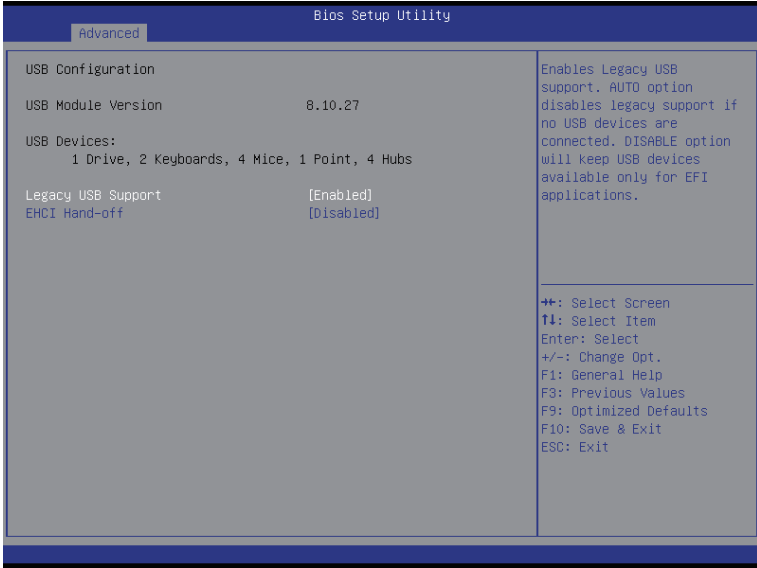 Bios Setup Utility
Advanced
USB Configuration
USB Module Version 8.10.27
USB Devices:
1 Drive, 2 Keyboards, 4 Mice, 1 Point, 4 Hubs
Legacy USB Support [Enabled]
EHCI Hand-off [Disabled]
Enables Legacy USB
support. AUTO option
disables legacy support if
no USB devices are
connected. DISABLE option
will keep USB devices
available only for EFI
applications.
→←: Select Screen
↑↓: Select Item
Enter: Select
+/-: Change Opt.
F1: General Help
F3: Previous Values
F9: Optimized Defaults
F10: Save & Exit
ESC: Exit